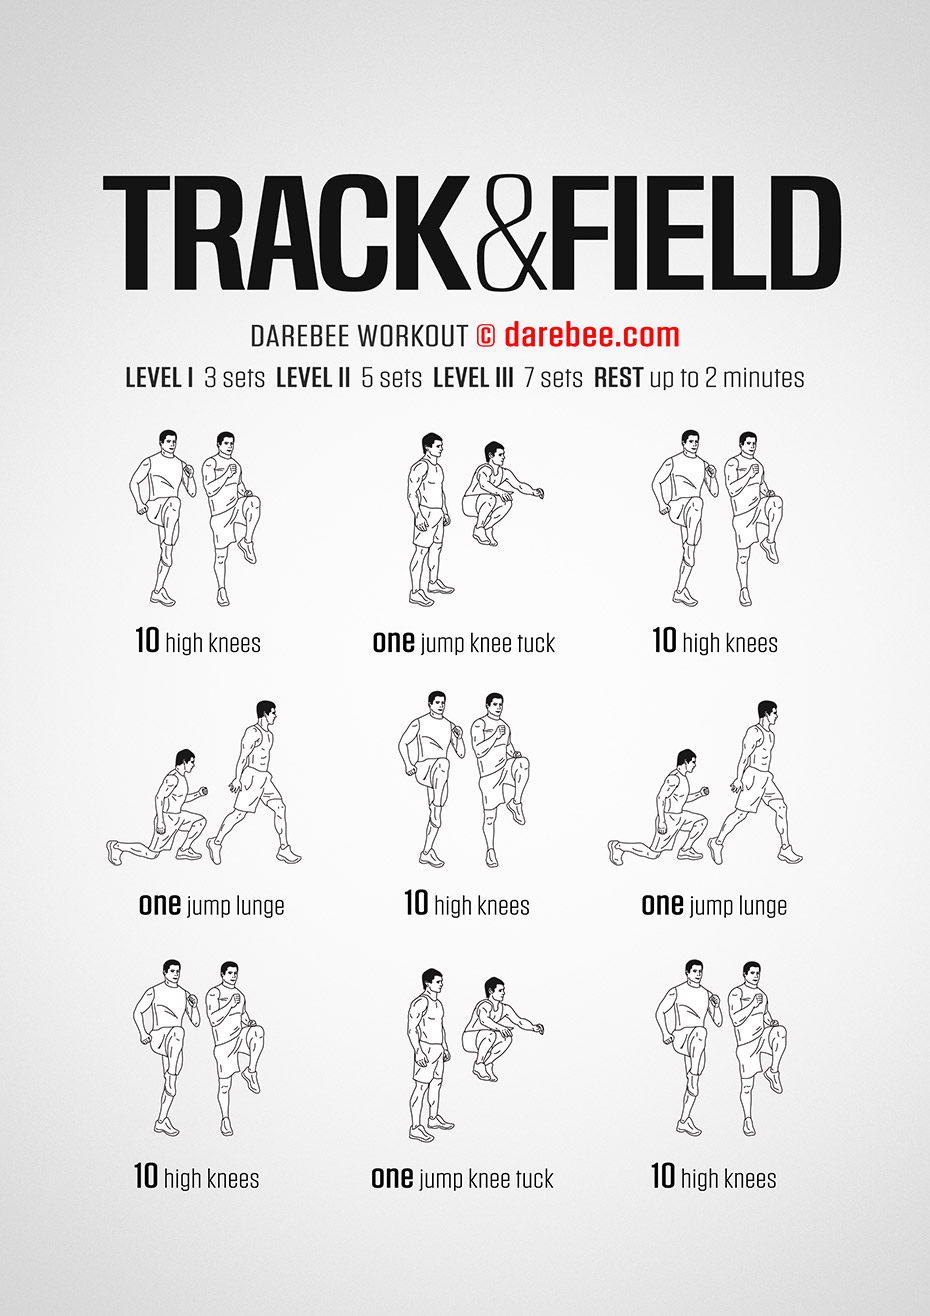 TRACK&FIELD
DAREBEE WORKOUT © darebee.com
LEVEL I 3 sets LEVEL II 5 sets LEVEL III 7 sets REST up to 2 minutes
10 high knees
one jump knee tuck
10 high knees
one jump lunge
10 high knees
one jump lunge
10 high knees
one jump knee tuck
10 high knees